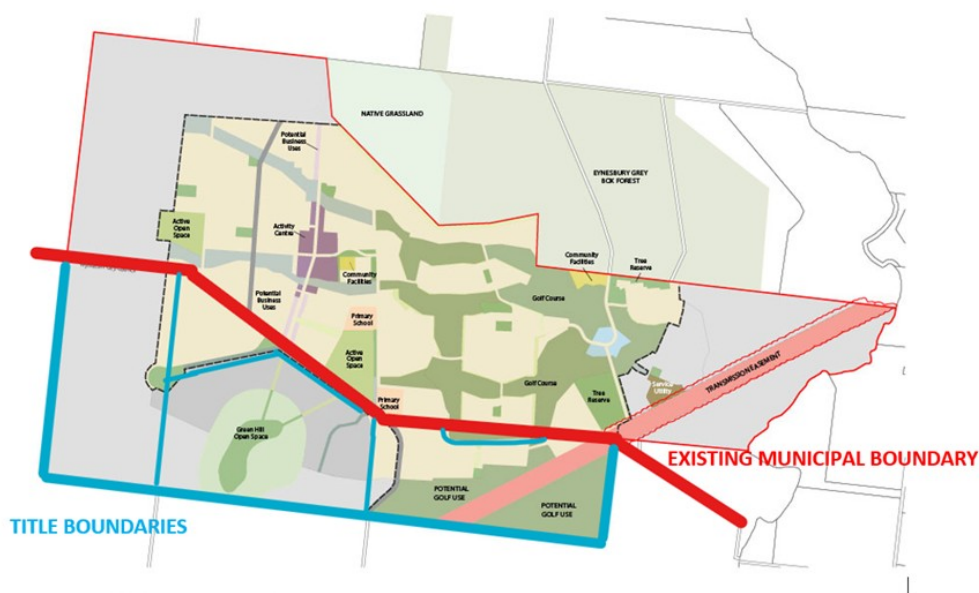 NATIVE GRASSLAND
Potential
Business
Uses
EYNESBURY GREY
BOX FOREST
Active
Open
Space
Activity
Centre
Community
Facilities
Community
Facilities
Tree
Reserve
Potential
Business
Uses
Golf Course
Primary
School
Active
Open
Space
TRANSMISSION EASEMENT
Service
Utility
Golf Course
Primary
School
Tree
Reserve
Green Hill
Open Space
EXISTING MUNICIPAL BOUNDARY
POTENTIAL
GOLF USE
POTENTIAL
GOLF USE
TITLE BOUNDARIES